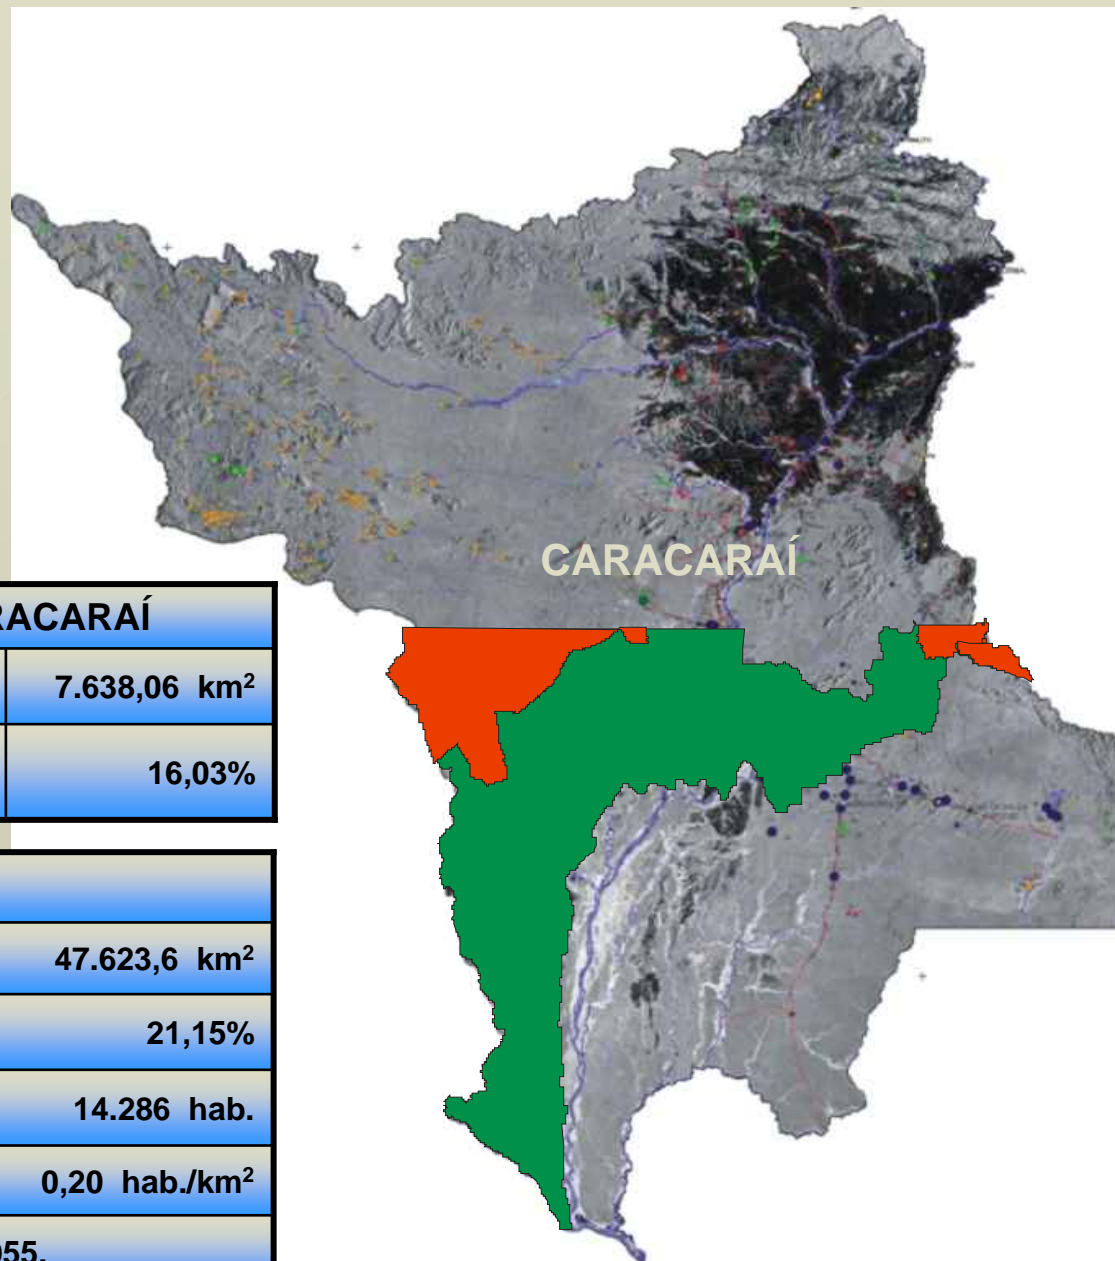 CARACARAÍ
RACARAÍ
7.638,06 km²
16,03%
47.623,6 km²
21,15%
14.286 hab.
0,20 hab./km²
055.